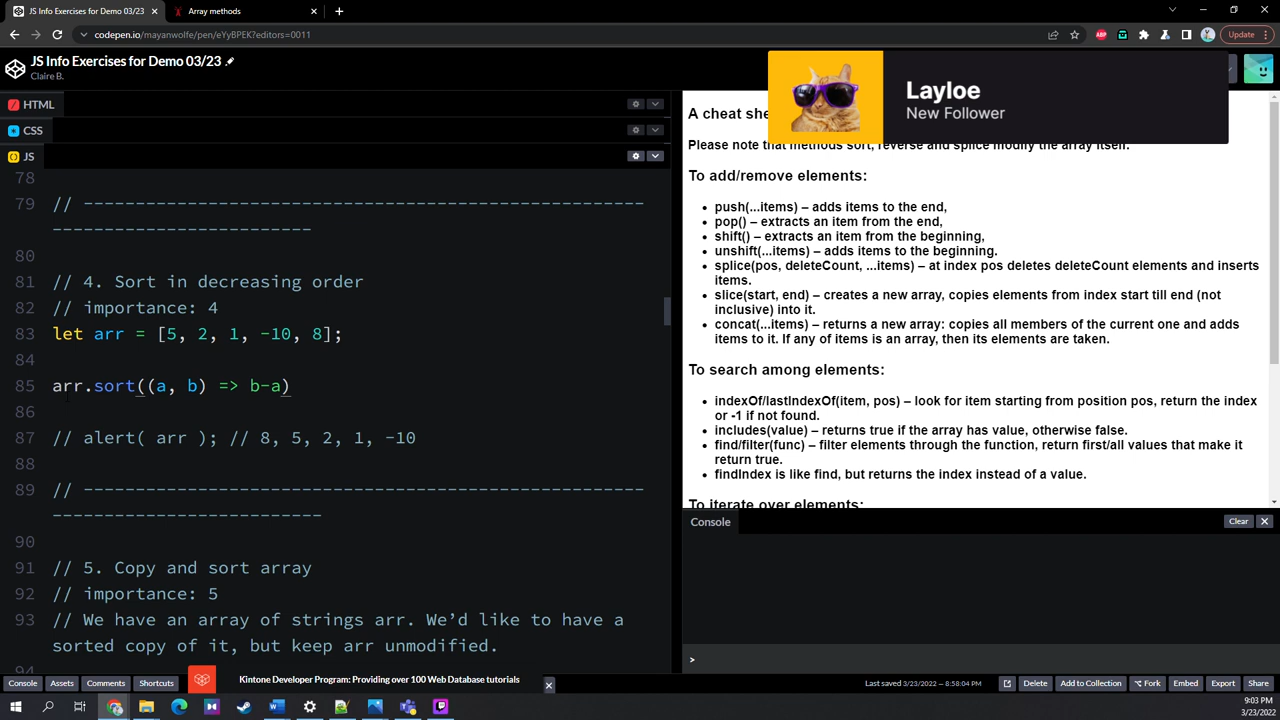 JS Info Exercises for Demo 03/23
Array methods
codepen.io/mayanwolfe/pen/eYyBPEK?editors=0011
ABP
Update
JS Info Exercises for Demo 03/23
Claire B.
Layloe
New Follower
HTML
CSS
JS
78
79 // ------------------------------------------------------
-------------------------
80
81 // 4. Sort in decreasing order
82 // importance: 4
83 let arr = [5, 2, 1, -10, 8];
84
85 arr.sort((a, b) => b-a)
86
87 // alert( arr ); // 8, 5, 2, 1, -10
88
89 // ------------------------------------------------------
--------------------------
90
91 // 5. Copy and sort array
92 // importance: 5
93 // We have an array of strings arr. We’d like to have a
sorted copy of it, but keep arr unmodified.
94
A cheat she
Please note that methods sort, reverse and splice modify the array itself.
To add/remove elements:
push(...items) – adds items to the end,
pop() – extracts an item from the end,
shift() – extracts an item from the beginning,
unshift(...items) – adds items to the beginning.
splice(pos, deleteCount, ...items) – at index pos deletes deleteCount elements and inserts
items.
slice(start, end) – creates a new array, copies elements from index start till end (not
inclusive) into it.
concat(...items) – returns a new array: copies all members of the current one and adds
items to it. If any of items is an array, then its elements are taken.
To search among elements:
indexOf/lastIndexOf(item, pos) – look for item starting from position pos, return the index
or -1 if not found.
includes(value) – returns true if the array has value, otherwise false.
find/filter(func) – filter elements through the function, return first/all values that make it
return true.
findIndex is like find, but returns the index instead of a value.
To iterate over elements:
Console
Clear
>
Console Assets Comments Shortcuts
Kintone Developer Program: Providing over 100 Web Database tutorials
Last saved 3/23/2022 – 8:58:04 PM
Delete Add to Collection Fork Embed Export Share
9:03 PM
3/23/2022